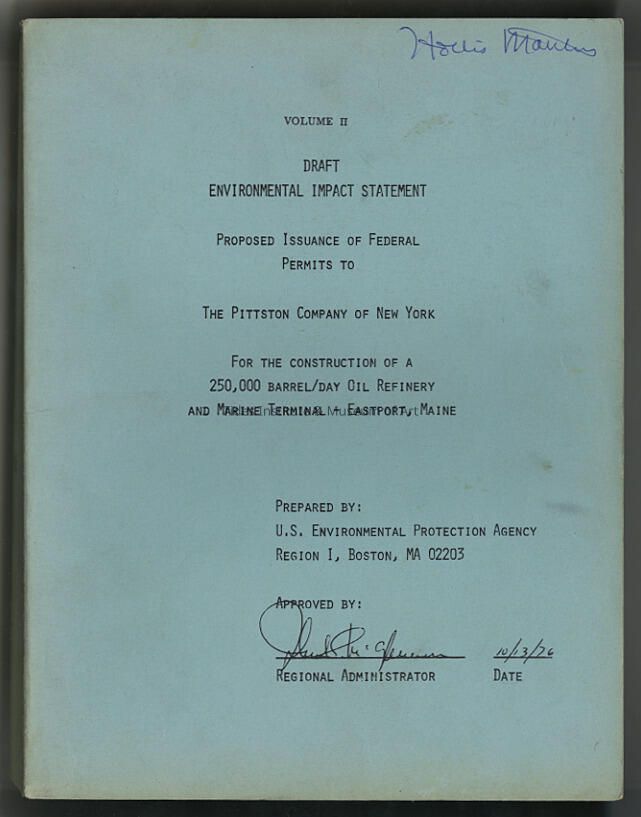 Hollis
VOLUME II
DRAFT
ENVIRONMENTAL IMPACT STATEMENT
PROPOSED ISSUANCE OF FEDERAL
PERMITS TO
THE PITTSTON COMPANY OF NEW YORK
FOR THE CONSTRUCTION OF A
250,000 BARREL/DAY OIL REFINERY
AND MARINE TERMINAL - EASTPORT, MAINE
PREPARED BY:
U.S. ENVIRONMENTAL PROTECTION AGENCY
REGION I, BOSTON, MA 02203
APPROVED BY:
10/13/76
REGIONAL ADMINISTRATOR DATE